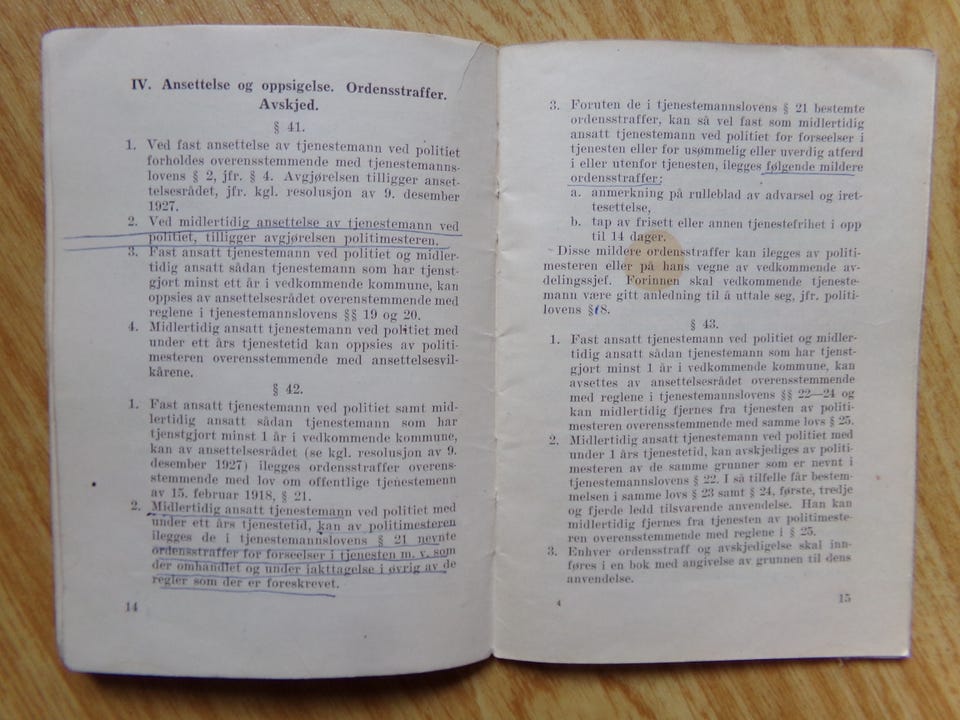 IV. Ansettelse og oppsigelse. Ordensstraffer.
Avskjed.
§ 41.
1. Ved fast ansettelse av tjenestemann ved politiet
forholdes overensstemmende med tjenestemanns-
lovens § 2, jfr. § 4. Avgjørelsen tilligger anset-
telsesrådet, jfr. kgl. resolusjon av 9. desember
1927.
2. Ved midlertidig ansettelse av tjenestemann ved
politiet, tilligger avgjørelsen politimesteren.
3. Fast ansatt tjenestemann ved politiet og midler-
tidig ansatt sådan tjenestemann som har tjenst-
gjort minst ett år i vedkommende kommune, kan
oppsies av ansettelsesrådet overensstemmende med
reglene i tjenestemannslovens §§ 19 og 20.
4. Midlertidig ansatt tjenestemann ved politiet med
under ett års tjenestetid kan oppsies av politi-
mesteren overensstemmende med ansettelsesvil-
kårene.
§ 42.
1. Fast ansatt tjenestemann ved politiet samt mid-
lertidig ansatt sådan tjenestemann som har
tjenstgjort minst 1 år i vedkommende kommune,
kan av ansettelsesrådet (se kgl. resolusjon av 9.
desember 1927) ilegges ordensstraffer overens-
stemmende med lov om offentlige tjenestemenn
av 15. februar 1918, § 21.
2. Midlertidig ansatt tjenestemann ved politiet med
under ett års tjenestetid, kan av politimesteren
ilegges de i tjenestemannslovens § 21 nevnte
ordensstraffer for forseelser i tjenesten m. v. som
der omhandlet og under iakttagelse i øvrig av de
regler som der er foreskrevet.
14
3. Foruten de i tjenestemannslovens § 21 bestemte
ordensstraffer, kan så vel fast som midlertidig
ansatt tjenestemann ved politiet for forseelser i
tjenesten eller for usømmelig eller uverdig atferd
i eller utenfor tjenesten, ilegges følgende mildere
ordensstraffer:
a. anmerkning på rulleblad av advarsel og iret-
tesettelse,
b. tap av frisett eller annen tjenestefrihet i opp
til 14 dager.
Disse mildere ordensstraffer kan ilegges av politi-
mesteren eller på hans vegne av vedkommende av-
delingssjef. Forinnen skal vedkommende tjeneste-
mann være gitt anledning til å uttale seg, jfr. politi-
lovens § 8.
§ 43.
1. Fast ansatt tjenestemann ved politiet og midler-
tidig ansatt sådan tjenestemann som har tjenst-
gjort minst 1 år i vedkommende kommune, kan
avsettes av ansettelsesrådet overensstemmende
med reglene i tjenestemannslovens §§ 22—24 og
kan midlertidig fjernes fra tjenesten av politi-
mesteren overensstemmende med samme lovs § 25.
2. Midlertidig ansatt tjenestemann ved politiet med
under 1 års tjenestetid, kan avskjediges av politi-
mesteren av de samme grunner som er nevnt i
tjenestemannslovens § 22. I så tilfelle får bestem-
melsen i samme lovs § 23 samt § 24, første, tredje
og fjerde ledd tilsvarende anvendelse. Han kan
midlertidig fjernes fra tjenesten av politimeste-
ren overensstemmende med reglene i § 25.
3. Enhver ordensstraff og avskjedigelse skal inn-
føres i en bok med angivelse av grunnen til dens
anvendelse.
4
15